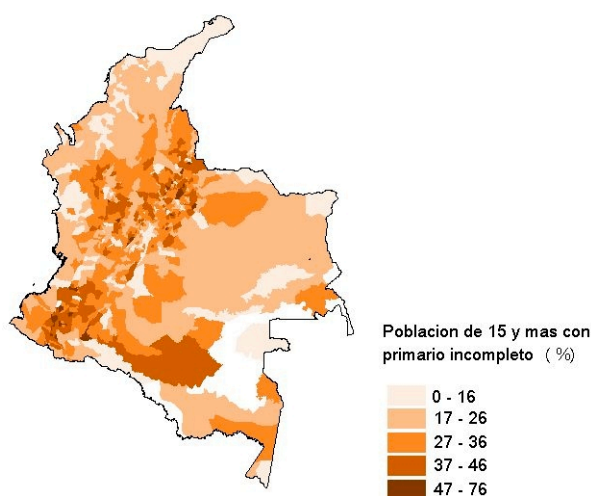 Poblacion de 15 y mas con
primario incompleto (%)
0 - 16
17 - 26
27 - 36
37 - 46
47 - 76